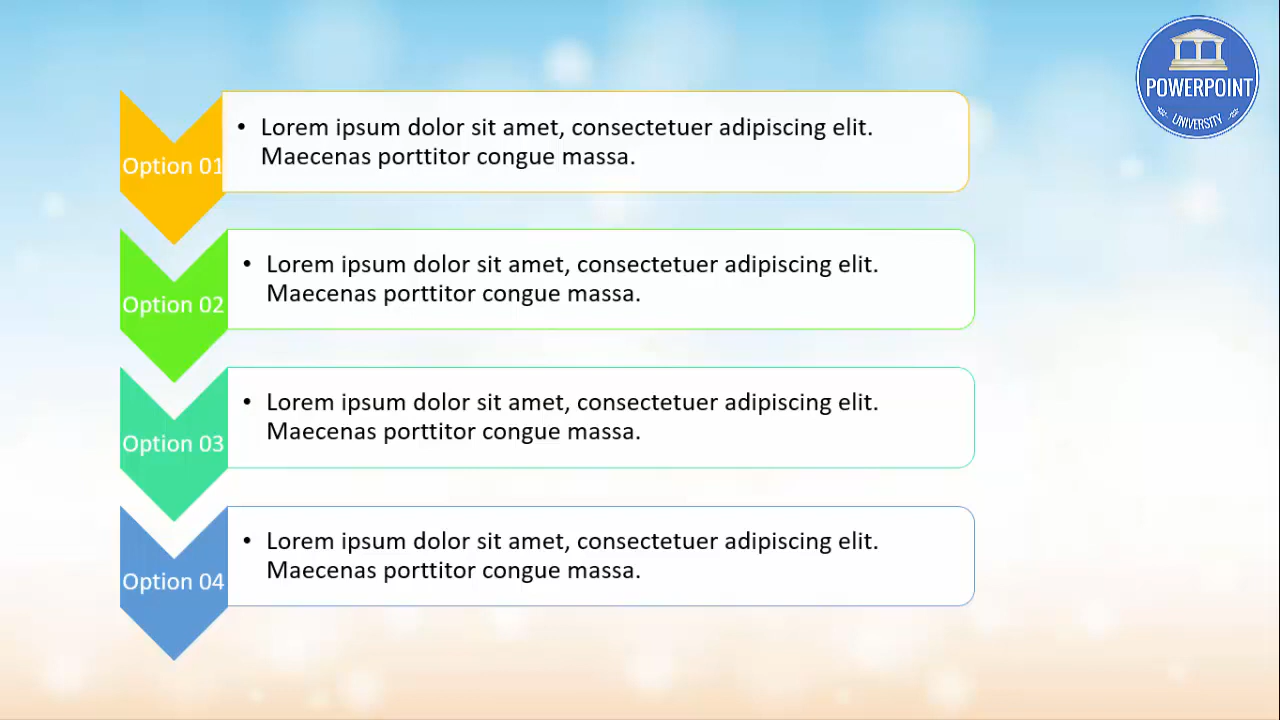 POWERPOINT
UNIVERSITY
Option 01
• Lorem ipsum dolor sit amet, consectetuer adipiscing elit.
Maecenas porttitor congue massa.
Option 02
• Lorem ipsum dolor sit amet, consectetuer adipiscing elit.
Maecenas porttitor congue massa.
Option 03
• Lorem ipsum dolor sit amet, consectetuer adipiscing elit.
Maecenas porttitor congue massa.
Option 04
• Lorem ipsum dolor sit amet, consectetuer adipiscing elit.
Maecenas porttitor congue massa.